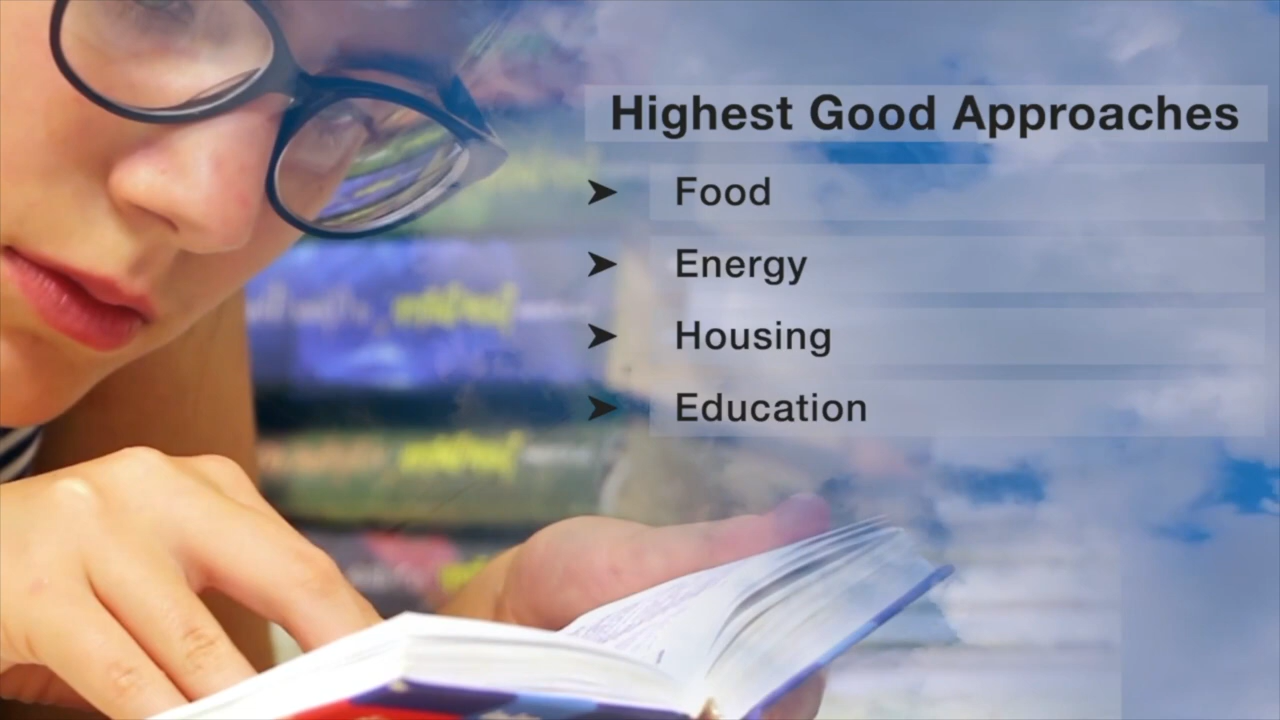 Highest Good Approaches
Food
Energy
Housing
Education